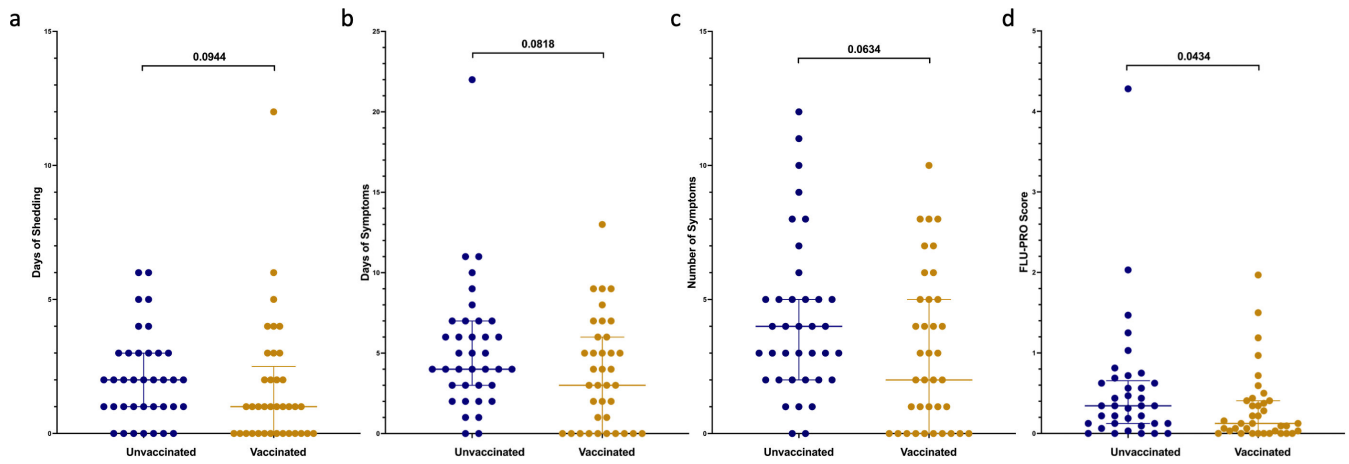 a
15
10
5
0
Days of Shedding
0.0944
Unvaccinated
Vaccinated
b
25
20
15
10
5
0
Days of Symptoms
0.0818
Unvaccinated
Vaccinated
c
15
10
5
0
Number of Symptoms
0.0634
Unvaccinated
Vaccinated
d
5
4
3
2
1
0
FLU-PRO Score
0.0434
Unvaccinated
Vaccinated